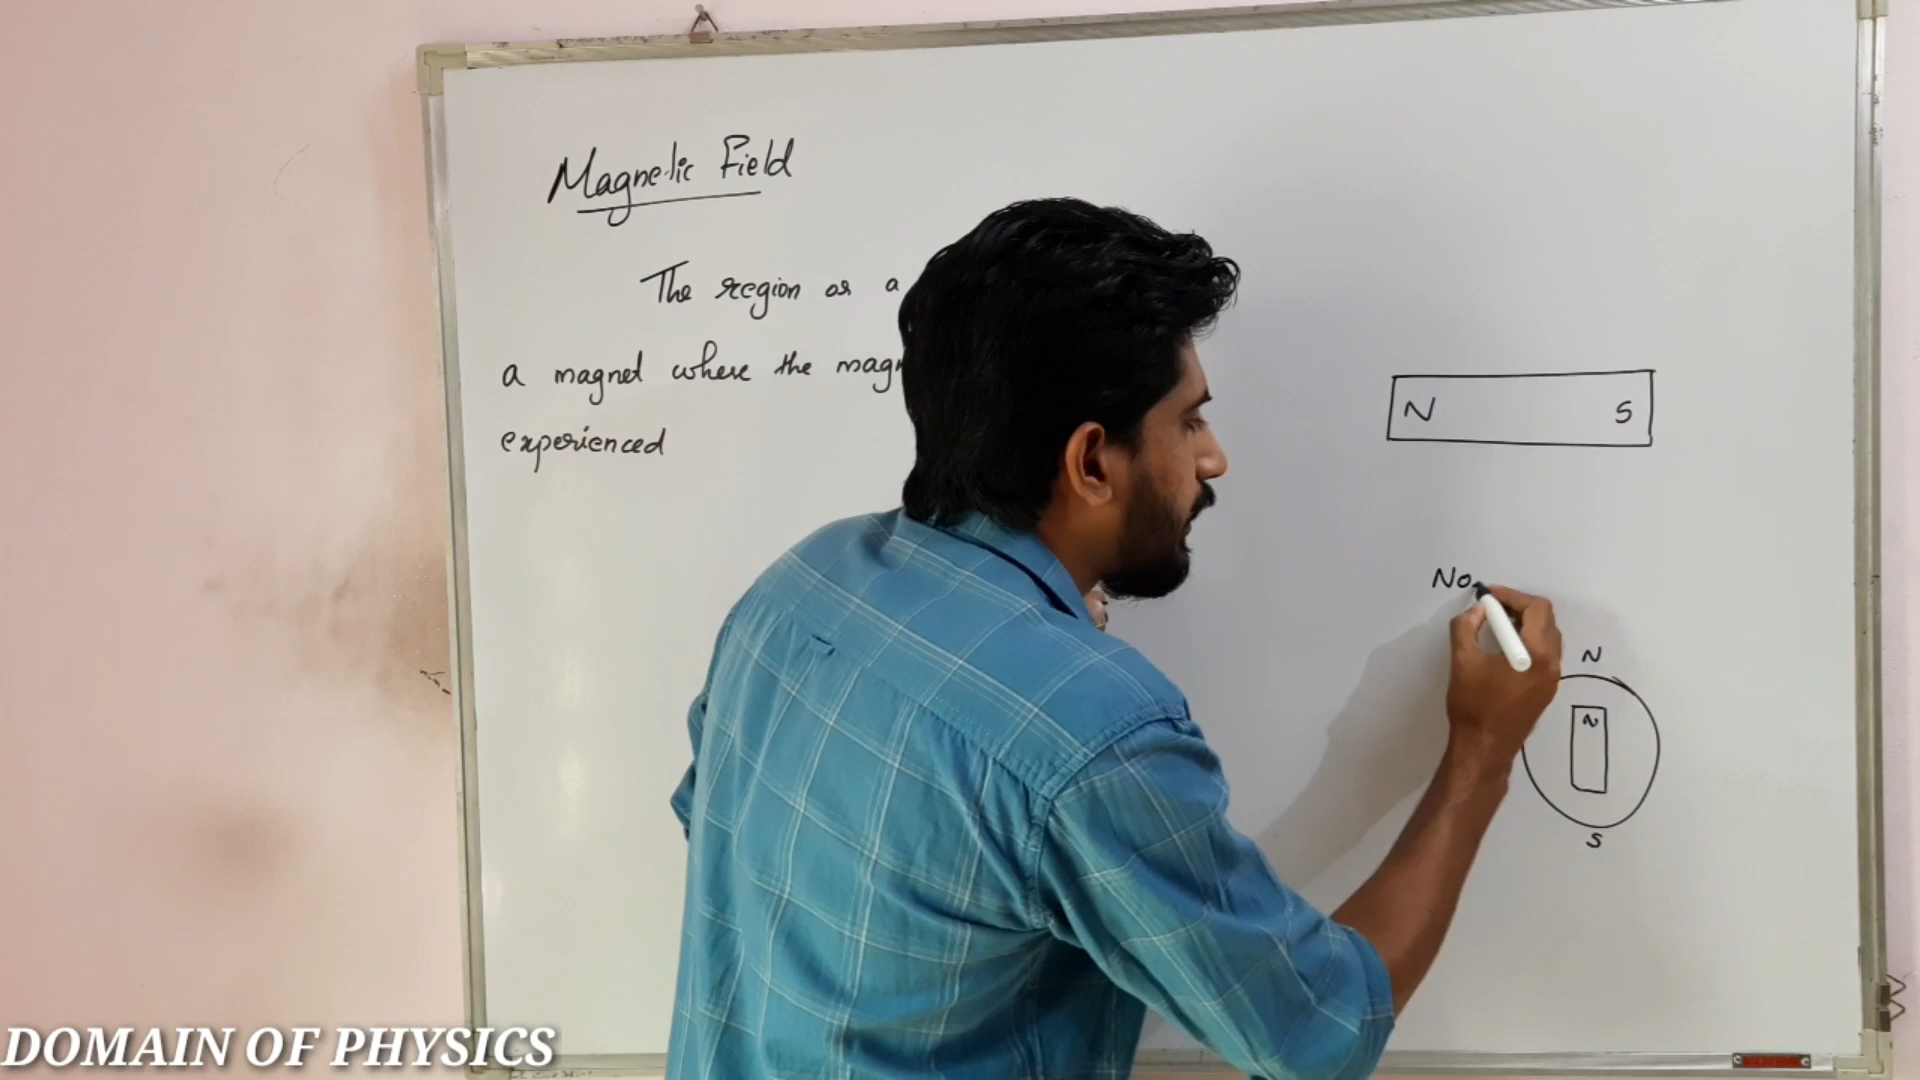 Magnetic Field
The region or a
a magnet where the mag
experienced
N S
No
N
N
S
DOMAIN OF PHYSICS